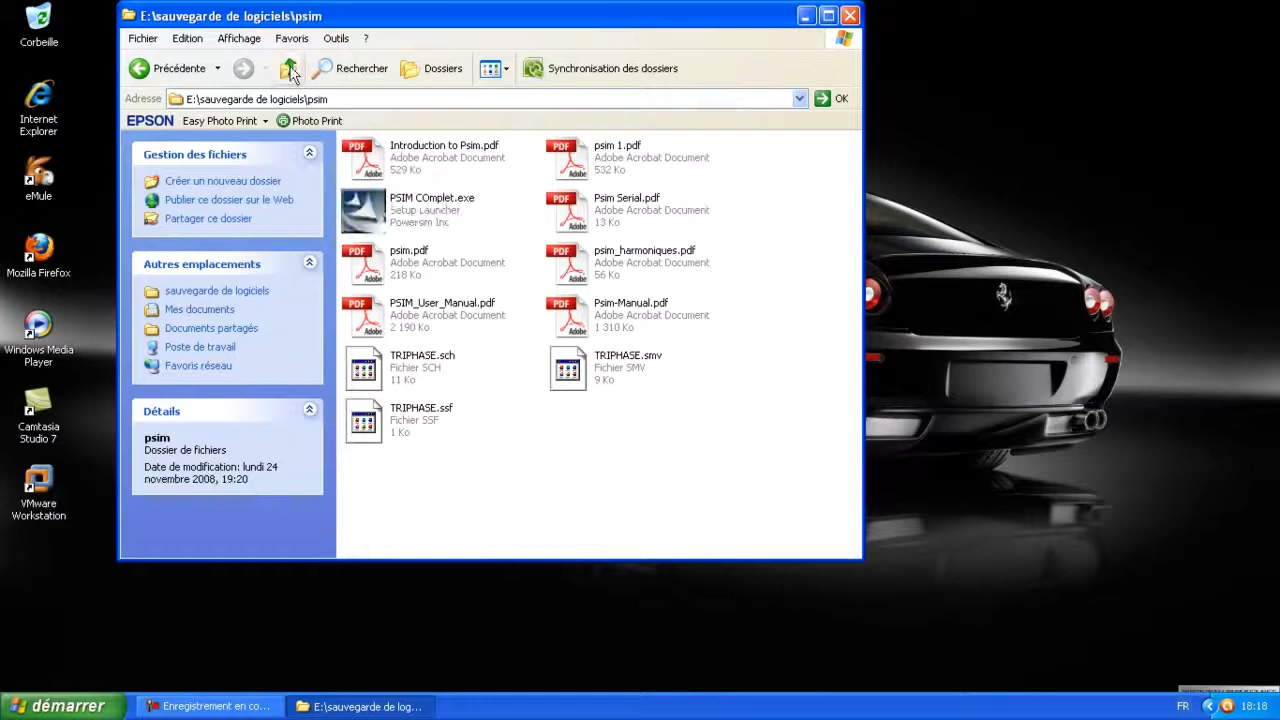 Corbeille
Internet
Explorer
eMule
Mozilla Firefox
Windows Media
Player
Camtasia
Studio 7
VMware
Workstation
E:\sauvegarde de logiciels\psim
Fichier Edition Affichage Favoris Outils ?
Précédente Rechercher Dossiers Synchronisation des dossiers
Adresse E:\sauvegarde de logiciels\psim OK
EPSON Easy Photo Print Photo Print
Gestion des fichiers
Créer un nouveau dossier
Publier ce dossier sur le Web
Partager ce dossier
Autres emplacements
sauvegarde de logiciels
Mes documents
Documents partagés
Poste de travail
Favoris réseau
Détails
psim
Dossier de fichiers
Date de modification: lundi 24
novembre 2008, 19:20
Introduction to Psim.pdf
Adobe Acrobat Document
529 Ko
psim 1.pdf
Adobe Acrobat Document
532 Ko
PSIM COmplet.exe
Setup Launcher
Powersim Inc
Psim Serial.pdf
Adobe Acrobat Document
13 Ko
psim.pdf
Adobe Acrobat Document
218 Ko
psim_harmoniques.pdf
Adobe Acrobat Document
56 Ko
PSIM_User_Manual.pdf
Adobe Acrobat Document
2 190 Ko
Psim-Manual.pdf
Adobe Acrobat Document
1 310 Ko
TRIPHASE.sch
Fichier SCH
11 Ko
TRIPHASE.smv
Fichier SMV
9 Ko
TRIPHASE.ssf
Fichier SSF
1 Ko
démarrer Enregistrement en co... E:\sauvegarde de log... FR 18:18